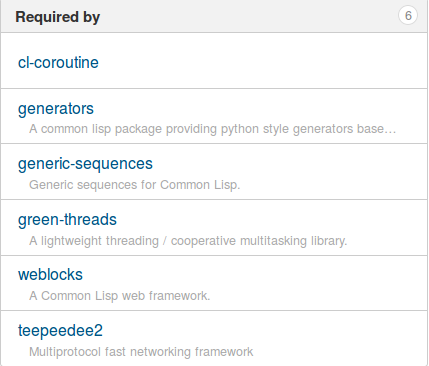 Required by 6
cl-coroutine
generators
A common lisp package providing python style generators base…
generic-sequences
Generic sequences for Common Lisp.
green-threads
A lightweight threading / cooperative multitasking library.
weblocks
A Common Lisp web framework.
teepeedee2
Multiprotocol fast networking framework